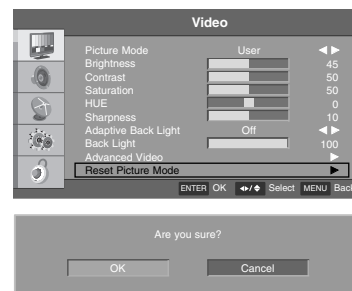 Video
Picture Mode User
Brightness 45
Contrast 50
Saturation 50
HUE 0
Sharpness 10
Adaptive Back Light Off
Back Light 100
Advanced Video
Reset Picture Mode
ENTER OK Select MENU Back
Are you sure?
OK Cancel